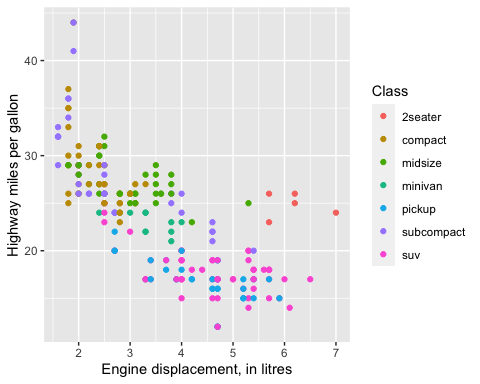 Highway miles per gallon
40
30
20
2
3
4
5
6
7
Engine displacement, in litres
Class
2seater
compact
midsize
minivan
pickup
subcompact
suv